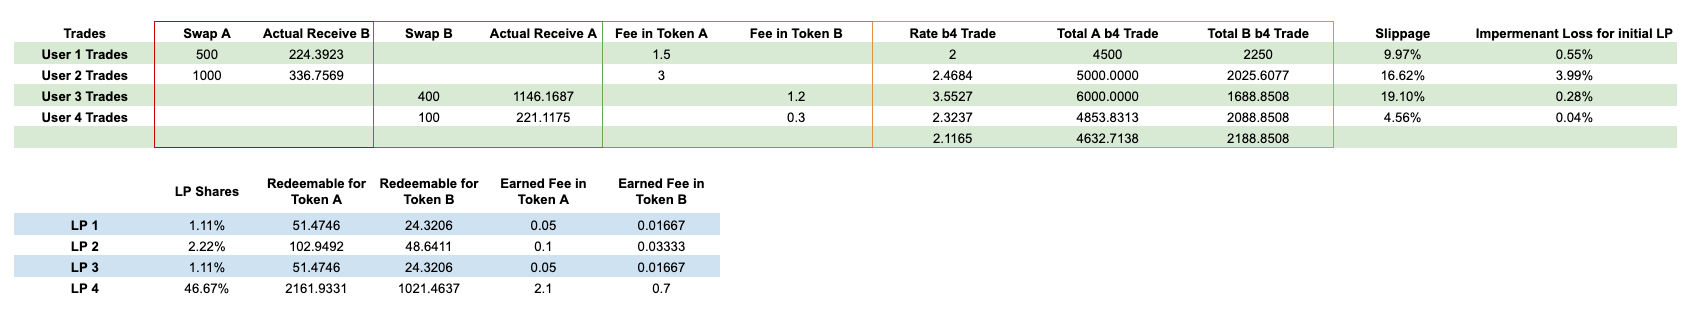 Trades Swap A Actual Receive B Swap B Actual Receive A Fee in Token A Fee in Token B Rate b4 Trade Total A b4 Trade Total B b4 Trade Slippage Impermenant Loss for initial LP
User 1 Trades 500 224.3923 1.5 2 4500 2250 9.97% 0.55%
User 2 Trades 1000 336.7569 3 2.4684 5000.0000 2025.6077 16.62% 3.99%
User 3 Trades 400 1146.1687 1.2 3.5527 6000.0000 1688.8508 19.10% 0.28%
User 4 Trades 100 221.1175 0.3 2.3237 4853.8313 2088.8508 4.56% 0.04%
2.1165 4632.7138 2188.8508
LP Shares Redeemable for Token A Redeemable for Token B Earned Fee in Token A Earned Fee in Token B
LP 1 1.11% 51.4746 24.3206 0.05 0.01667
LP 2 2.22% 102.9492 48.6411 0.1 0.03333
LP 3 1.11% 51.4746 24.3206 0.05 0.01667
LP 4 46.67% 2161.9331 1021.4637 2.1 0.7